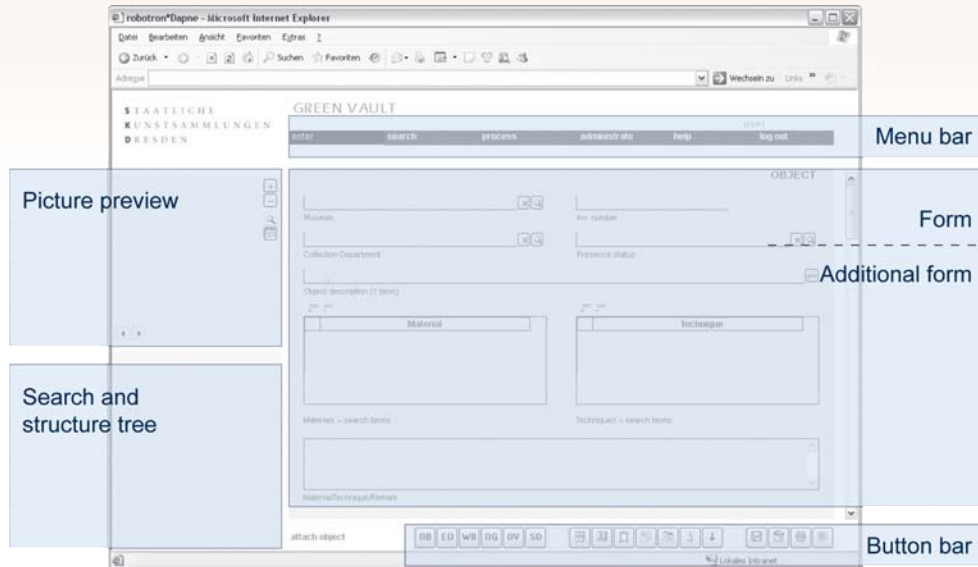 robotron*Dapne - Microsoft Internet Explorer
Datei Bearbeiten Ansicht Favoriten Extras ?
Zurück Suchen Favoriten
Adresse Wechseln zu Links »
STAATLICHE
KUNSTSAMMLUNGEN
DRESDEN
GREEN VAULT
enter search process administrate help log out
Menu bar
Picture preview
OBJECT
Museum Inv. number
Form
Collection Department Presence status
Additional form
Object description (1 item)
Material Technique
Search and
structure tree
Materials - search terms Techniques - search terms
Material/Technique/Remark
attach object OB EO WB OG OV SD
Button bar
Lokales Intranet